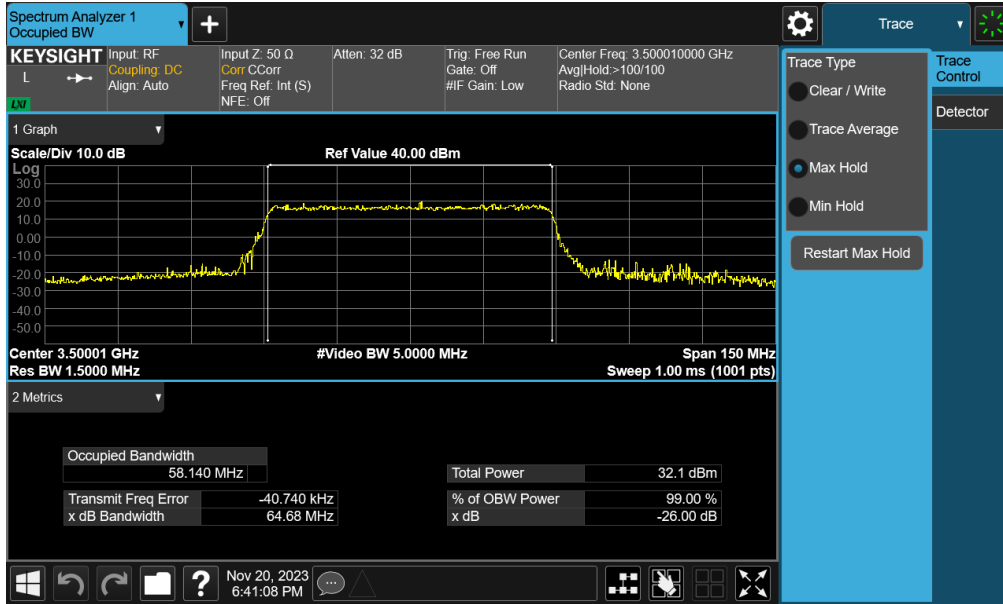 Spectrum Analyzer 1
Occupied BW
Trace
KEYSIGHT
L
LXI
Input: RF
Coupling: DC
Align: Auto
Input Z: 50 Ω
Corr CCorr
Freq Ref: Int (S)
NFE: Off
Atten: 32 dB
Trig: Free Run
Gate: Off
#IF Gain: Low
Center Freq: 3.500010000 GHz
Avg|Hold:>100/100
Radio Std: None
1 Graph
Scale/Div 10.0 dB
Ref Value 40.00 dBm
Log
30.0
20.0
10.0
0.00
-10.0
-20.0
-30.0
-40.0
-50.0
Center 3.50001 GHz
#Video BW 5.0000 MHz
Span 150 MHz
Res BW 1.5000 MHz
Sweep 1.00 ms (1001 pts)
2 Metrics
Occupied Bandwidth
58.140 MHz
Total Power 32.1 dBm
Transmit Freq Error -40.740 kHz
% of OBW Power 99.00 %
x dB Bandwidth 64.68 MHz
x dB -26.00 dB
Trace Type
Clear / Write
Trace Average
Max Hold
Min Hold
Restart Max Hold
Trace
Control
Detector
?
Nov 20, 2023
6:41:08 PM